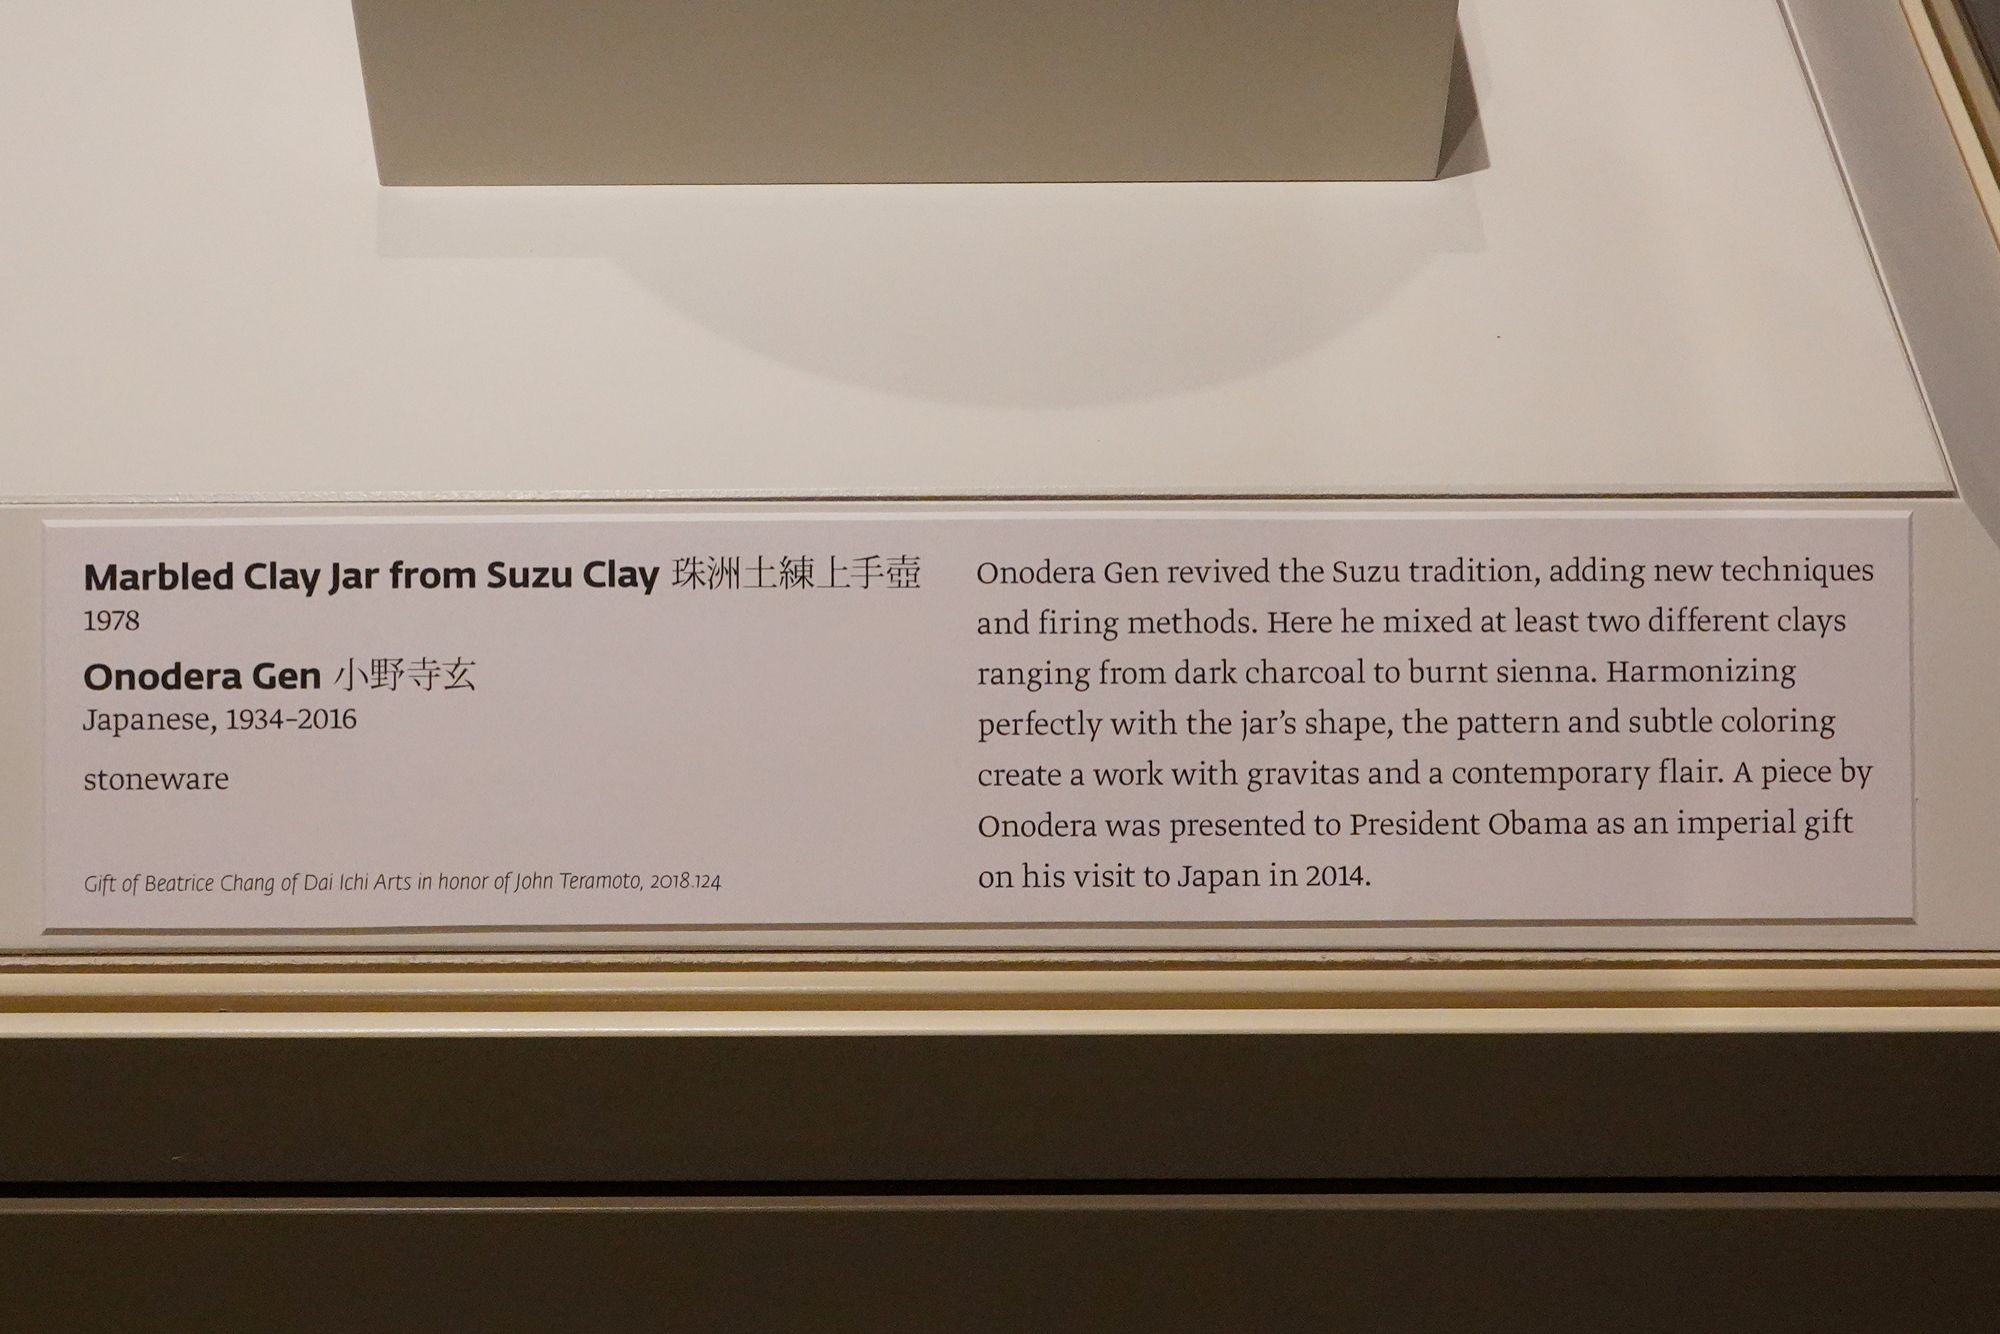 Marbled Clay Jar from Suzu Clay 珠洲土練上手壺
1978
Onodera Gen 小野寺玄
Japanese, 1934–2016
stoneware
Gift of Beatrice Chang of Dai Ichi Arts in honor of John Teramoto, 2018.124
Onodera Gen revived the Suzu tradition, adding new techniques
and firing methods. Here he mixed at least two different clays
ranging from dark charcoal to burnt sienna. Harmonizing
perfectly with the jar’s shape, the pattern and subtle coloring
create a work with gravitas and a contemporary flair. A piece by
Onodera was presented to President Obama as an imperial gift
on his visit to Japan in 2014.